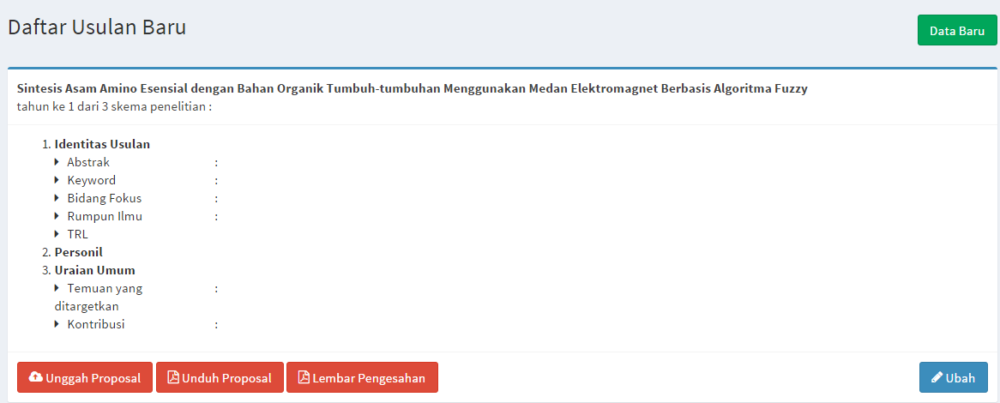 Daftar Usulan Baru
Data Baru
Sintesis Asam Amino Esensial dengan Bahan Organik Tumbuh-tumbuhan Menggunakan Medan Elektromagnet Berbasis Algoritma Fuzzy
tahun ke 1 dari 3 skema penelitian :
1. Identitas Usulan
Abstrak :
Keyword :
Bidang Fokus :
Rumpun Ilmu :
TRL
2. Personil
3. Uraian Umum
Temuan yang :
ditargetkan
Kontribusi :
Unggah Proposal Unduh Proposal Lembar Pengesahan Ubah